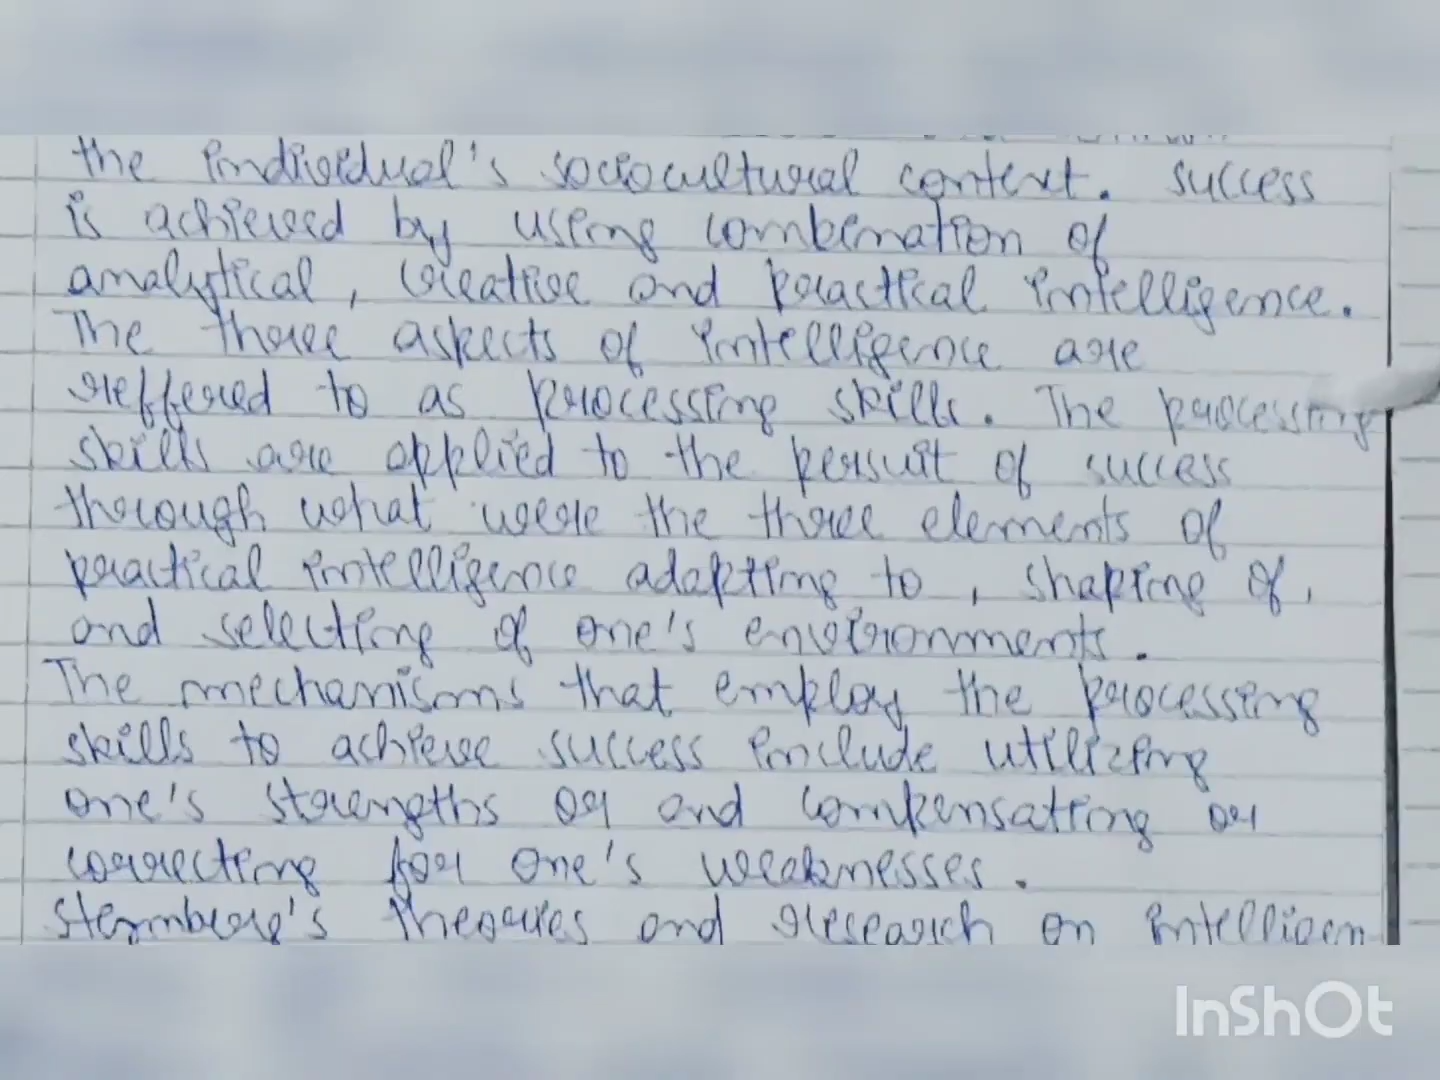 the individual's sociocultural context. success
is achieved by using combination of
analytical, creative and practical intelligence.
The three aspects of intelligence are
reffered to as processing skills. The processing
skills are applied to the persuit of success
through what were the three elements of
practical intelligence adapting to, shaping of,
and selecting of one's environments.
The mechanisms that employ the processing
skills to achieve success include utilizing
one's strengths or and compensating or
correcting for one's weaknesses.
Sternberg's theories and research on intelligen
InShOt